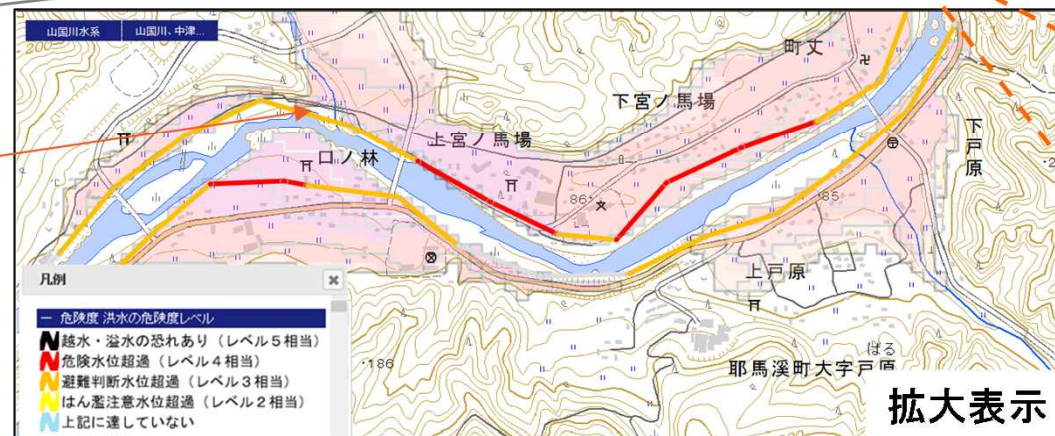 山国川水系
山国川、中津...
200
町丈
下宮ノ馬場
上宮ノ馬場
口ノ林
下戸原
86
85
上戸原
ばる
耶馬溪町大字戸原
186
拡大表示
凡例
危険度 洪水の危険度レベル
越水・溢水の恐れあり（レベル5相当）
危険水位超過（レベル4相当）
避難判断水位超過（レベル3相当）
はん濫注意水位超過（レベル2相当）
上記に達していない